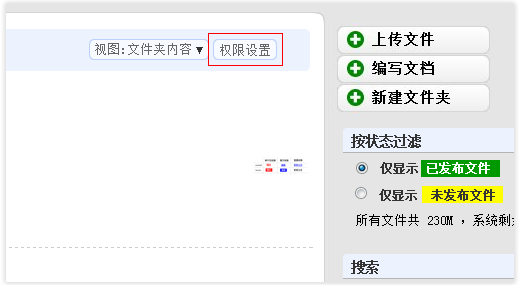 视图:文件夹内容▼ 权限设置
上传文件
编写文档
新建文件夹
按状态过滤
仅显示 已发布文件
仅显示 未发布文件
所有文件共 230M ，系统剩
搜索